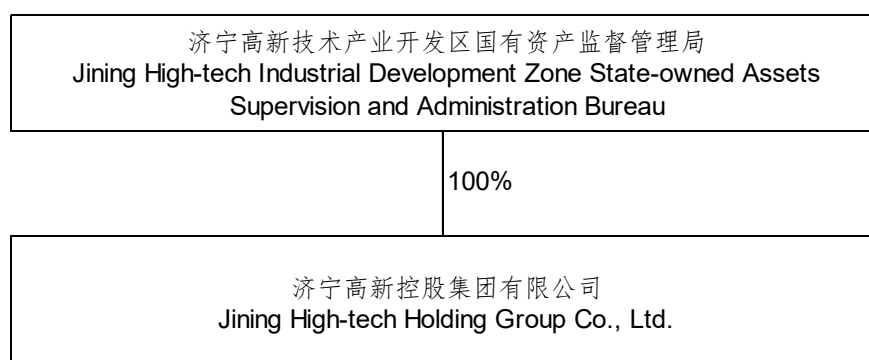 济宁高新技术产业开发区国有资产监督管理局
Jining High-tech Industrial Development Zone State-owned Assets
Supervision and Administration Bureau
100%
济宁高新控股集团有限公司
Jining High-tech Holding Group Co., Ltd.